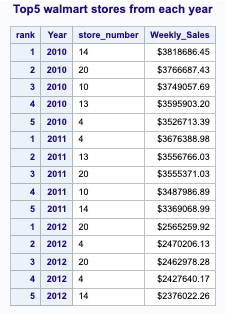 Top5 walmart stores from each year
rank Year store_number Weekly_Sales
1 2010 14 $3818686.45
2 2010 20 $3766687.43
3 2010 10 $3749057.69
4 2010 13 $3595903.20
5 2010 4 $3526713.39
1 2011 4 $3676388.98
2 2011 13 $3556766.03
3 2011 20 $3555371.03
4 2011 10 $3487986.89
5 2011 14 $3369068.99
1 2012 20 $2565259.92
2 2012 4 $2470206.13
3 2012 20 $2462978.28
4 2012 4 $2427640.17
5 2012 14 $2376022.26